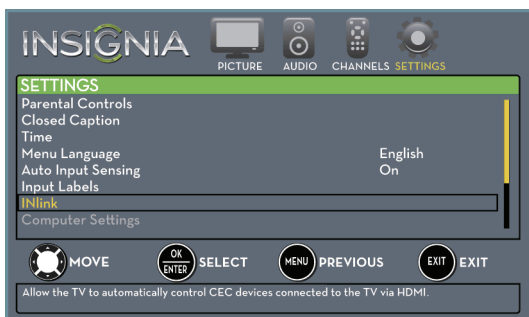 INSIGNIA
PICTURE AUDIO CHANNELS SETTINGS
SETTINGS
Parental Controls
Closed Caption
Time
Menu Language English
Auto Input Sensing On
Input Labels
INlink
Computer Settings
MOVE OK ENTER SELECT MENU PREVIOUS EXIT EXIT
Allow the TV to automatically control CEC devices connected to the TV via HDMI.